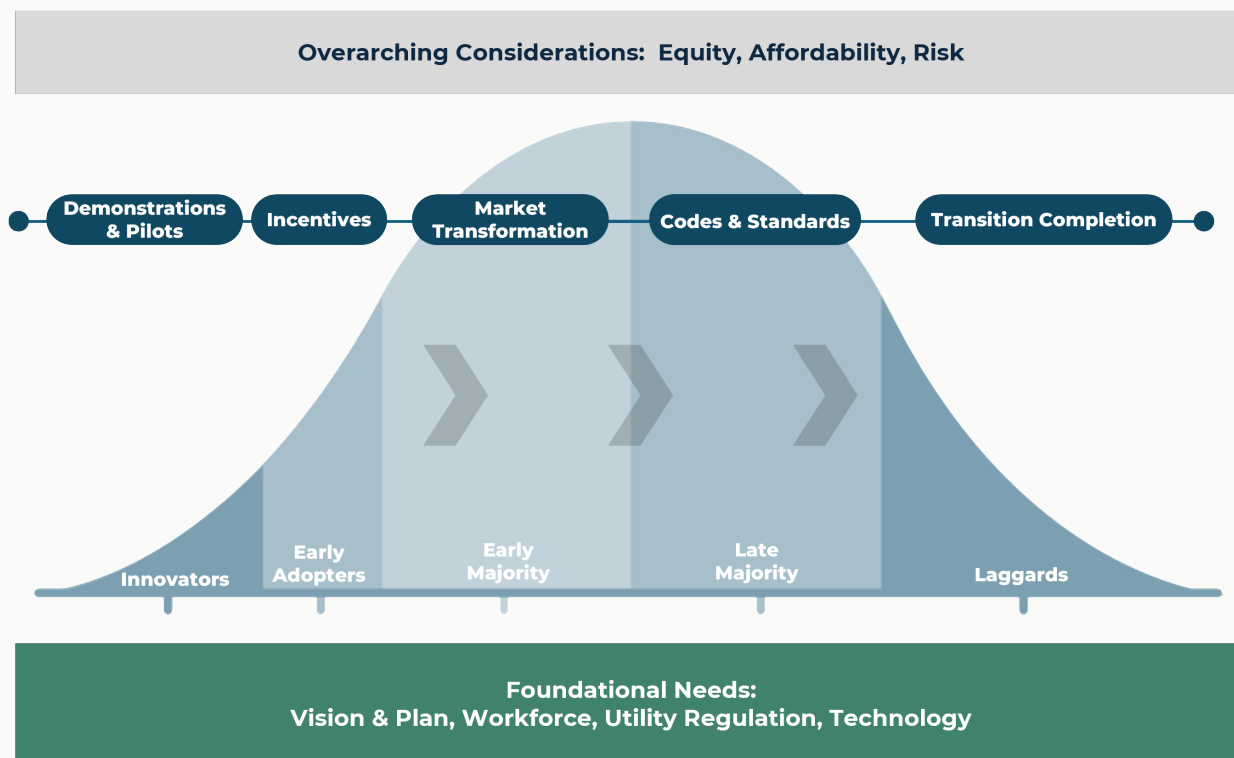 Overarching Considerations:  Equity, Affordability, Risk
Demonstrations
& Pilots
Incentives
Market
Transformation
Codes & Standards
Transition Completion
Innovators
Early
Adopters
Early
Majority
Late
Majority
Laggards
Foundational Needs:
Vision & Plan, Workforce, Utility Regulation, Technology